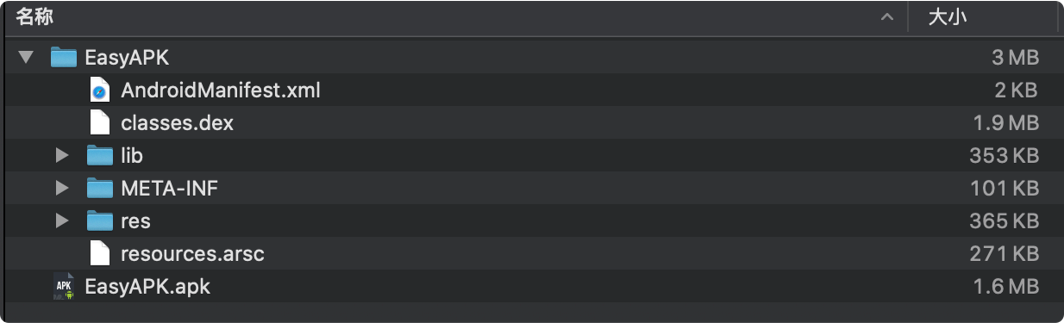 名称 大小
EasyAPK 3 MB
AndroidManifest.xml 2 KB
classes.dex 1.9 MB
lib 353 KB
META-INF 101 KB
res 365 KB
resources.arsc 271 KB
APK
EasyAPK.apk 1.6 MB